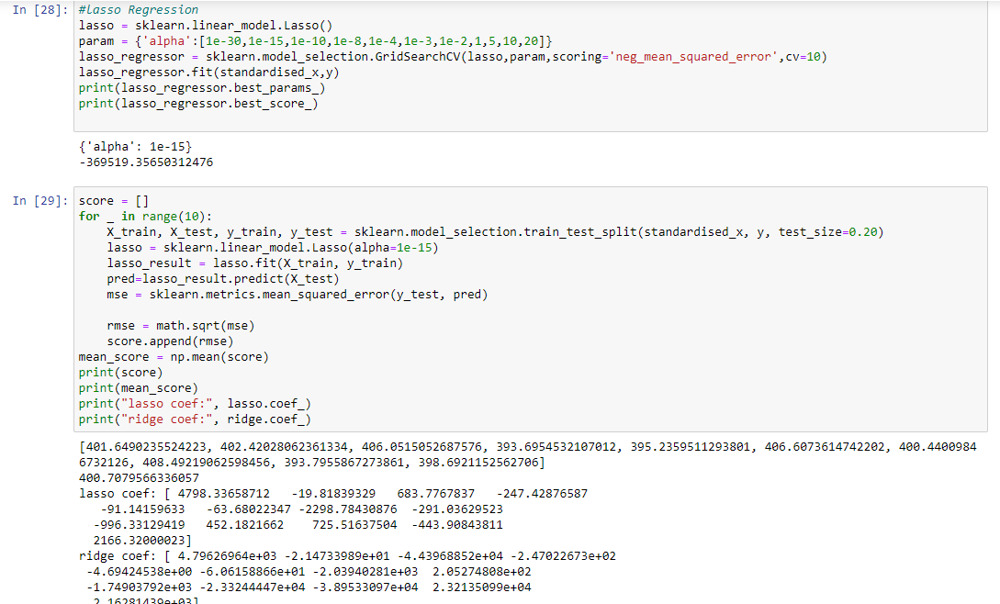 In [28]: #lasso Regression
lasso = sklearn.linear_model.Lasso()
param = {'alpha':[1e-30,1e-15,1e-10,1e-8,1e-4,1e-3,1e-2,1,5,10,20]}
lasso_regressor = sklearn.model_selection.GridSearchCV(lasso,param,scoring='neg_mean_squared_error',cv=10)
lasso_regressor.fit(standardised_x,y)
print(lasso_regressor.best_params_)
print(lasso_regressor.best_score_)
{'alpha': 1e-15}
-369519.35650312476
In [29]: score = []
for _ in range(10):
    X_train, X_test, y_train, y_test = sklearn.model_selection.train_test_split(standardised_x, y, test_size=0.20)
    lasso = sklearn.linear_model.Lasso(alpha=1e-15)
    lasso_result = lasso.fit(X_train, y_train)
    pred=lasso_result.predict(X_test)
    mse = sklearn.metrics.mean_squared_error(y_test, pred)
    rmse = math.sqrt(mse)
    score.append(rmse)
mean_score = np.mean(score)
print(score)
print(mean_score)
print("lasso coef:", lasso.coef_)
print("ridge coef:", ridge.coef_)
[401.6490235524223, 402.42028062361334, 406.0515052687576, 393.6954532107012, 395.2359511293801, 406.6073614742202, 400.4400984
6732126, 408.49219062598456, 393.7955867273861, 398.6921152562706]
400.7079566336057
lasso coef: [ 4798.33658712   -19.81839329   683.7767837   -247.42876587
   -91.14159633   -63.68022347 -2298.78430876  -291.03629523
  -996.33129419   452.1821662    725.51637504  -443.90843811
  2166.32000023]
ridge coef: [ 4.79626964e+03 -2.14733989e+01 -4.43968852e+04 -2.47022673e+02
 -4.69424538e+00 -6.06158866e+01 -2.03940281e+03  2.05274808e+02
 -1.74903792e+03 -2.33244447e+04 -3.89533097e+04  2.32135099e+04
  2.16281439e+03]